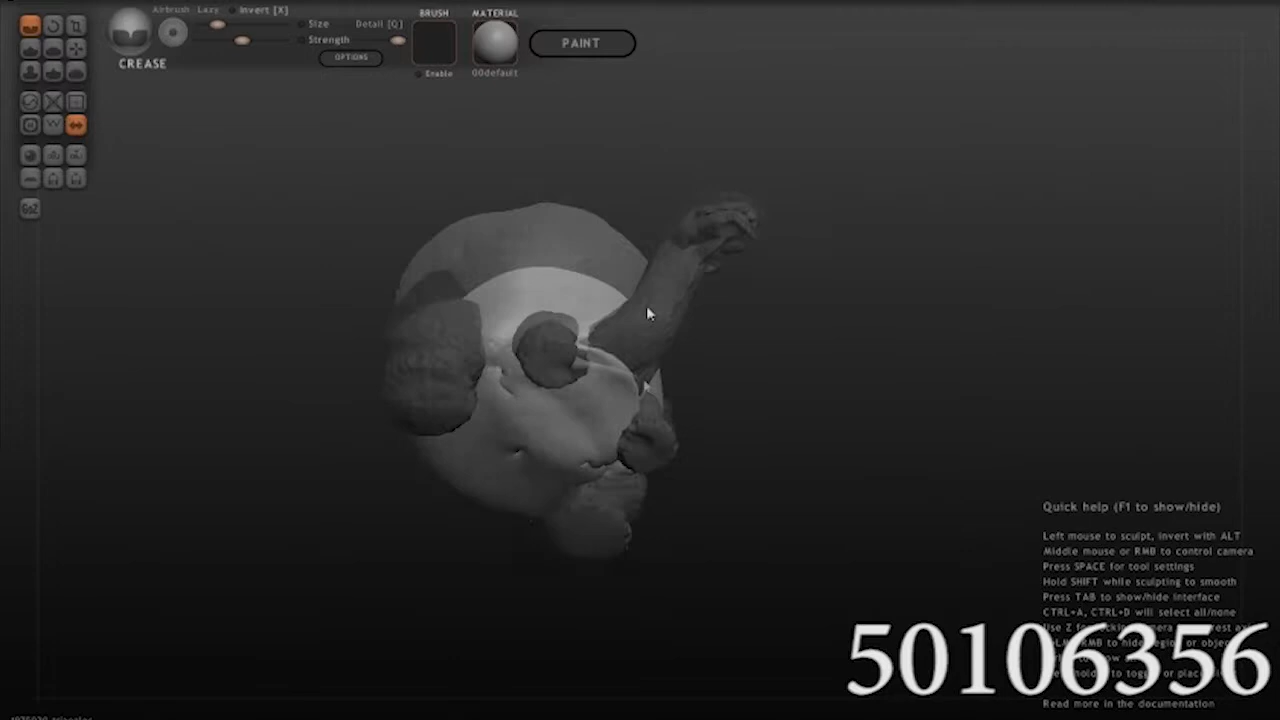 Airbrush Lazy Invert [X]
Size Detail [Q]
Strength
OPTIONS
CREASE
BRUSH
Enable
MATERIAL
00default
PAINT
GoZ
Quick help (F1 to show/hide)
Left mouse to sculpt, invert with ALT
Middle mouse or RMB to control camera
Press SPACE for tool settings
Hold SHIFT while sculpting to smooth
Press TAB to show/hide interface
CTRL+A, CTRL+D will select all/none
50106356
Read more in the documentation